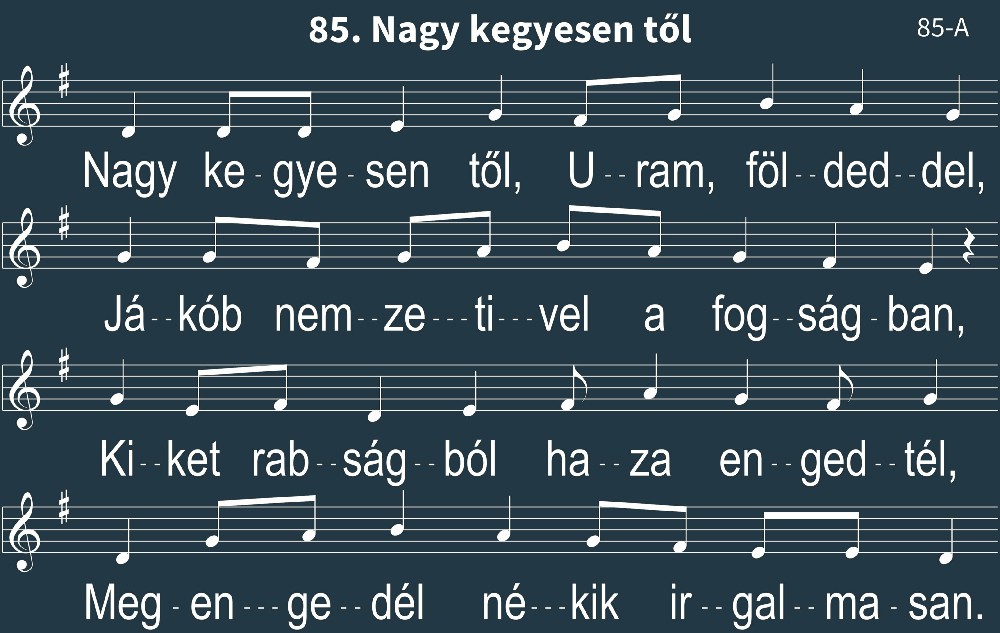 85. Nagy kegyesen től
85-A
Nagy ke - gye - sen től, U - - ram, föl - - ded - - del,
Já - - kób nem - - ze - - - ti - - - vel a fog - - ság - ban,
Ki - - ket rab - - ság - - ból ha - - za en - - ged - - tél,
Meg - en - - - ge - - dél né - - - kik ir - - gal - - ma - san.